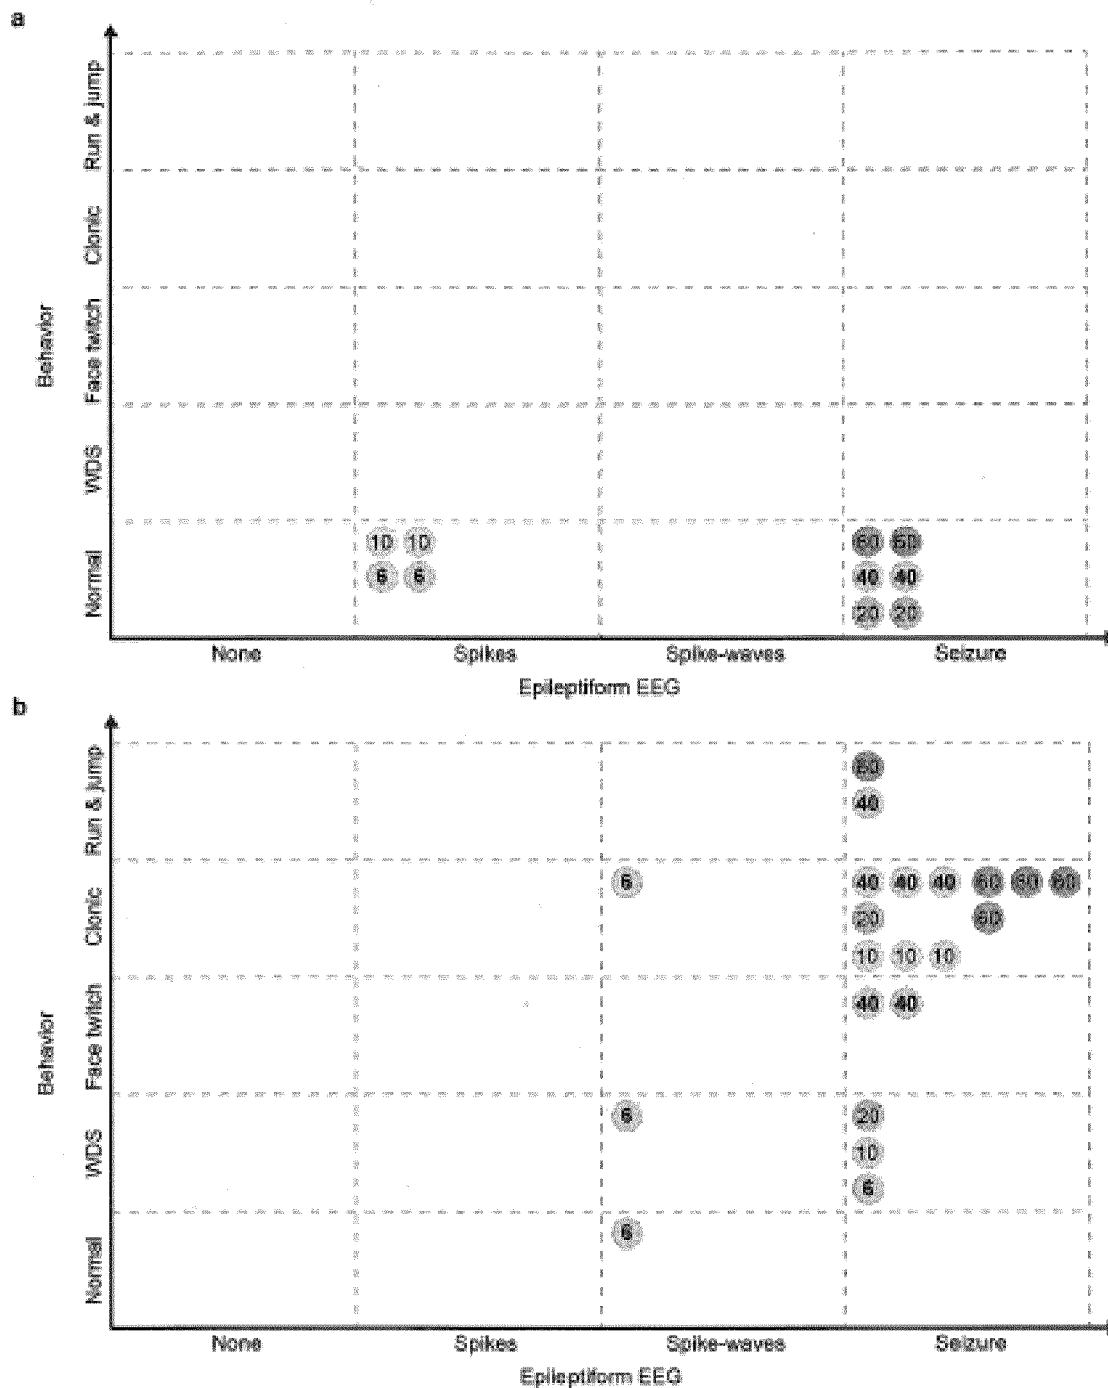 a
Run & jump
Clonic
Face twitch
WDS
Normal
Behavior
10 10 60 60
6 6 40 40
20 20
None Spikes Spike-waves Seizure
Epileptiform EEG
b
Run & jump
Clonic
Face twitch
WDS
Normal
Behavior
60
40
6 40 40 40 60 60 60
20 60
10 10 10
40 40
6 20
10
6
6
None Spikes Spike-waves Seizure
Epileptiform EEG